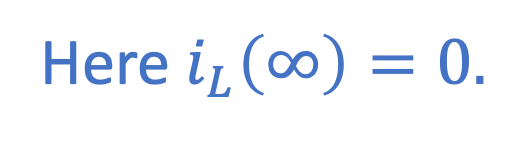 Here i_L(∞) = 0.